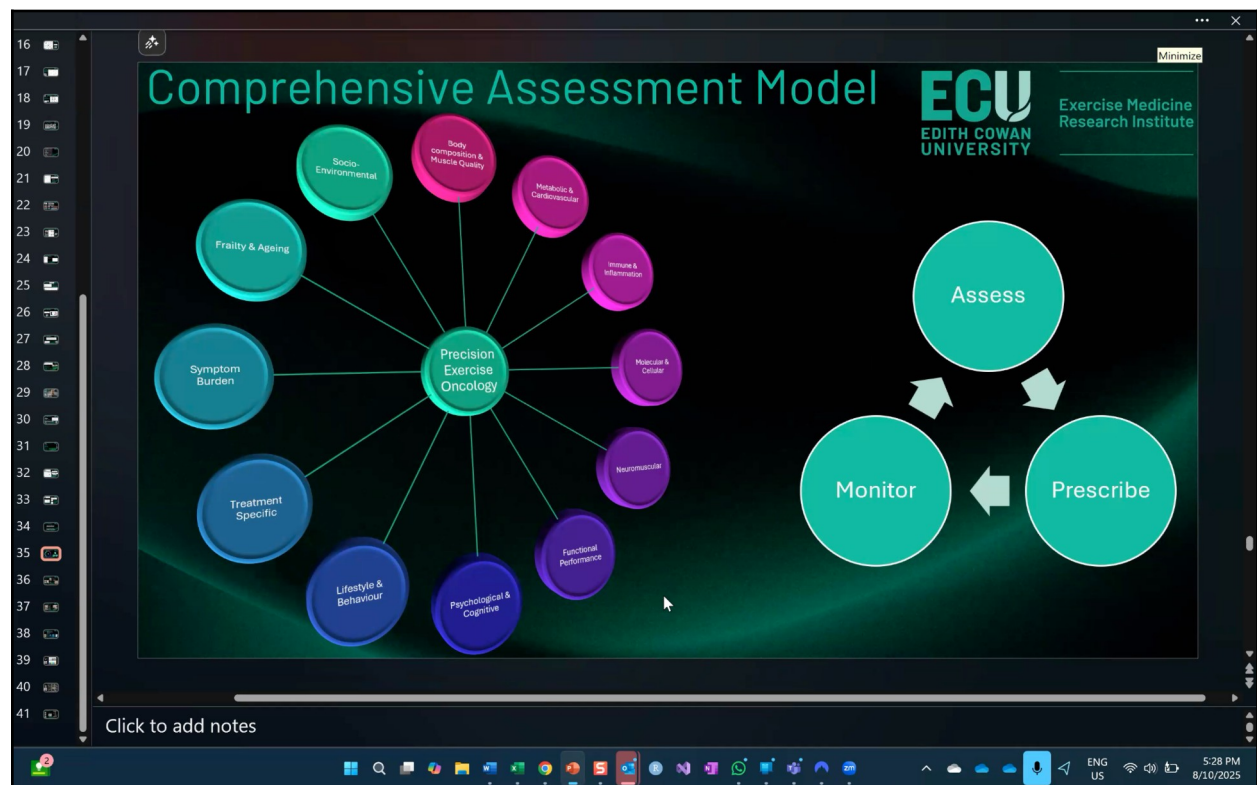 Minimize
16
17
18
19
20
21
22
23
24
25
26
27
28
29
30
31
32
33
34
35
36
37
38
39
40
41
Comprehensive Assessment Model
ECU
EDITH COWAN
UNIVERSITY
Exercise Medicine
Research Institute
Body
composition &
Muscle Quality
Metabolic &
Cardiovascular
Immune &
Inflammation
Molecular &
Cellular
Neuromuscular
Functional
Performance
Psychological &
Cognitive
Lifestyle &
Behaviour
Treatment
Specific
Symptom
Burden
Frailty & Ageing
Socio-
Environmental
Precision
Exercise
Oncology
Assess
Prescribe
Monitor
Click to add notes
2
zm
ENG
US
5:28 PM
8/10/2025